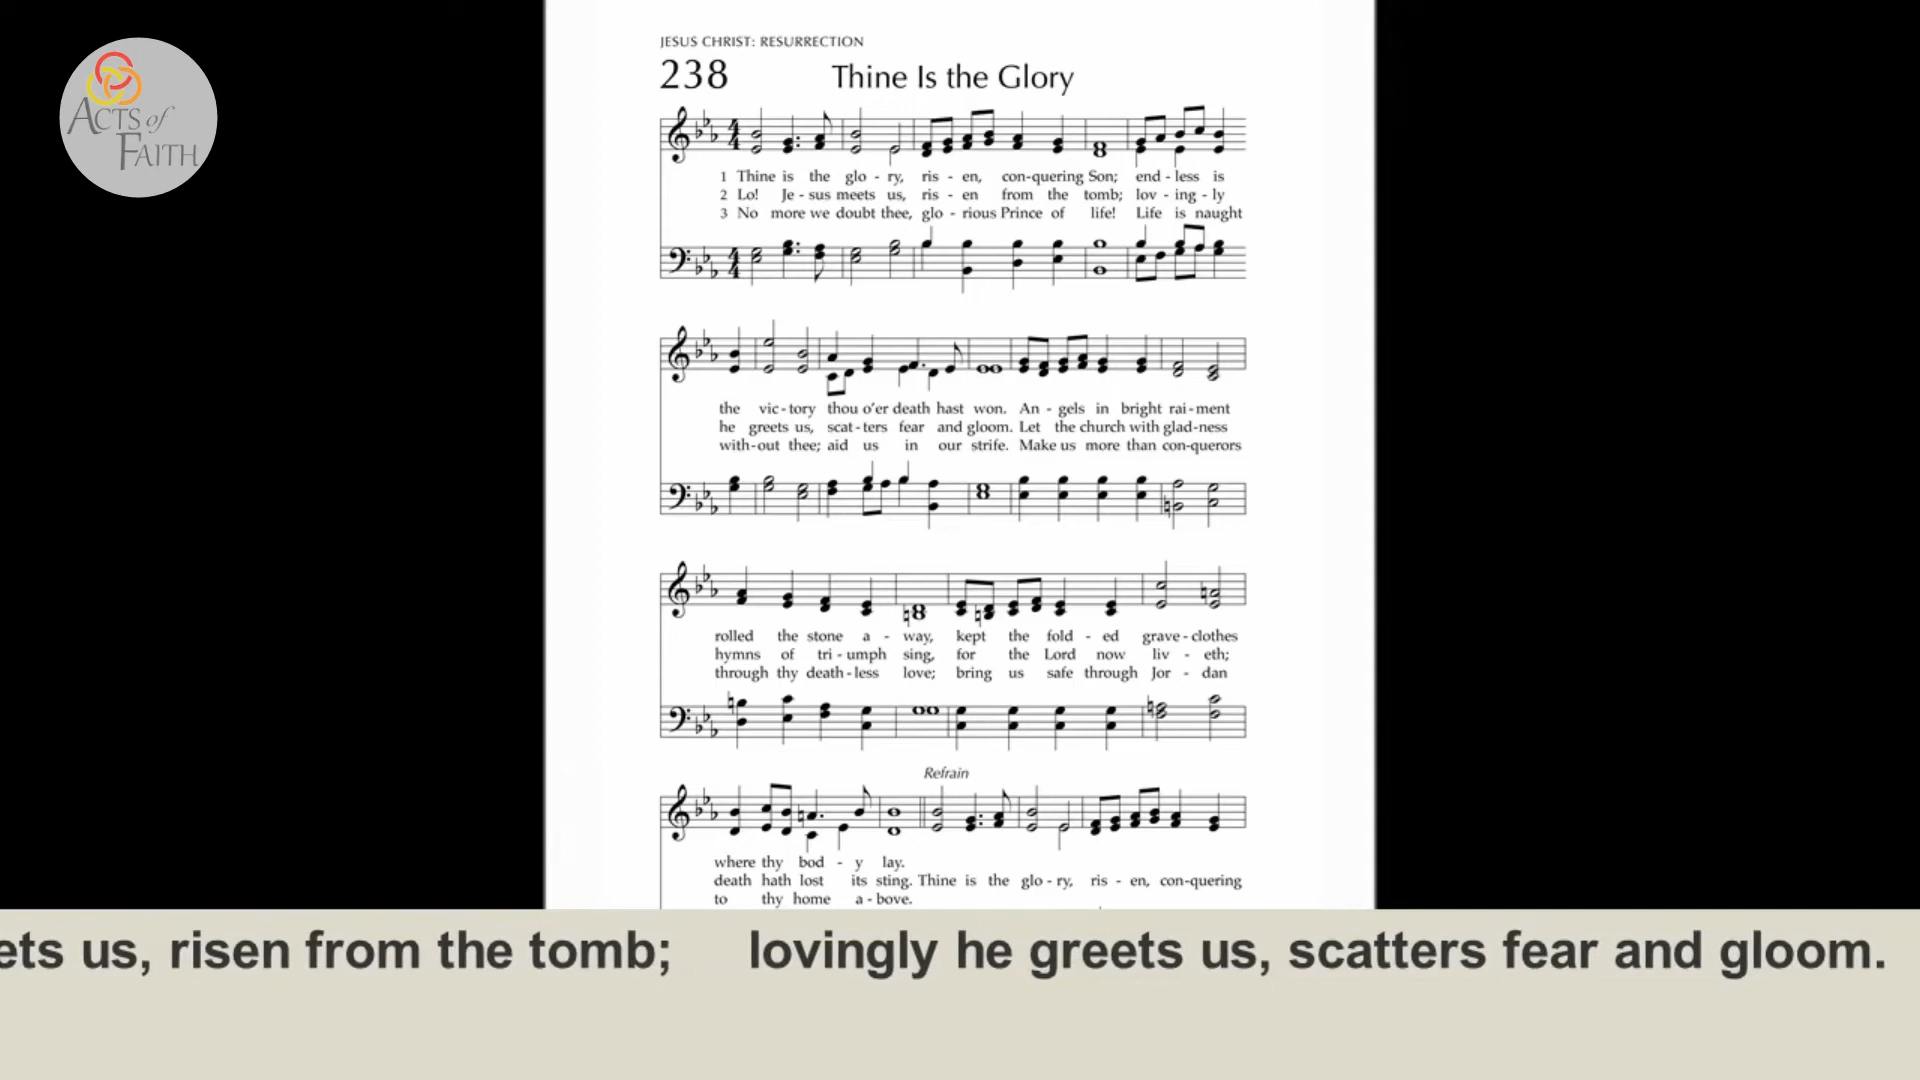 ACTS of
FAITH
JESUS CHRIST: RESURRECTION
238 Thine Is the Glory
1 Thine is the glo - ry, ris - en, con-quering Son; end - less is
2 Lo! Je - sus meets us, ris - en from the tomb; lov - ing - ly
3 No more we doubt thee, glo - rious Prince of life! Life is naught
the vic - tory thou o'er death hast won. An - gels in bright rai - ment
he greets us, scat - ters fear and gloom. Let the church with glad - ness
with - out thee; aid us in our strife. Make us more than con-querors
rolled the stone a - way, kept the fold - ed grave - clothes
hymns of tri - umph sing, for the Lord now liv - eth;
through thy death - less love; bring us safe through Jor - dan
Refrain
where thy bod - y lay.
death hath lost its sting. Thine is the glo - ry, ris - en, con-quering
to thy home a - bove.
ets us, risen from the tomb; lovingly he greets us, scatters fear and gloom.